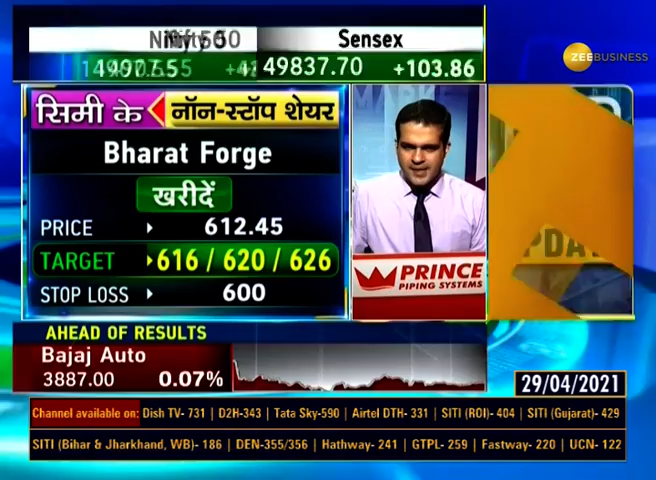 Sensex
49837.70 +103.86
ZEE BUSINESS
सिमी के नॉन-स्टॉप शेयर
Bharat Forge
खरीदें
PRICE 612.45
TARGET 616 / 620 / 626
STOP LOSS 600
PRINCE
PIPING SYSTEMS
AHEAD OF RESULTS
Bajaj Auto
3887.00 0.07%
29/04/2021
Channel available on: Dish TV- 731 | D2H-343 | Tata Sky-590 | Airtel DTH- 331 | SITI (ROI)- 404 | SITI (Gujarat)- 429
SITI (Bihar & Jharkhand, WB)- 186 | DEN-355/356 | Hathway- 241 | GTPL- 259 | Fastway- 220 | UCN- 122